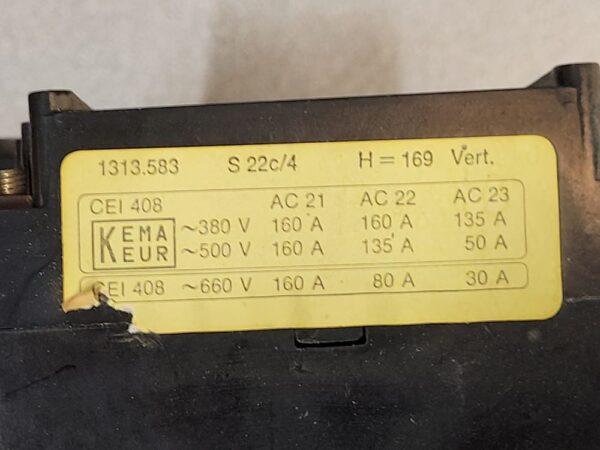 1313.583 S 22c/4 H = 169 Vert.
CEI 408 AC 21 AC 22 AC 23
KEMA ~380 V 160 A 160 A 135 A
KEUR ~500 V 160 A 135 A 50 A
CEI 408 ~660 V 160 A 80 A 30 A